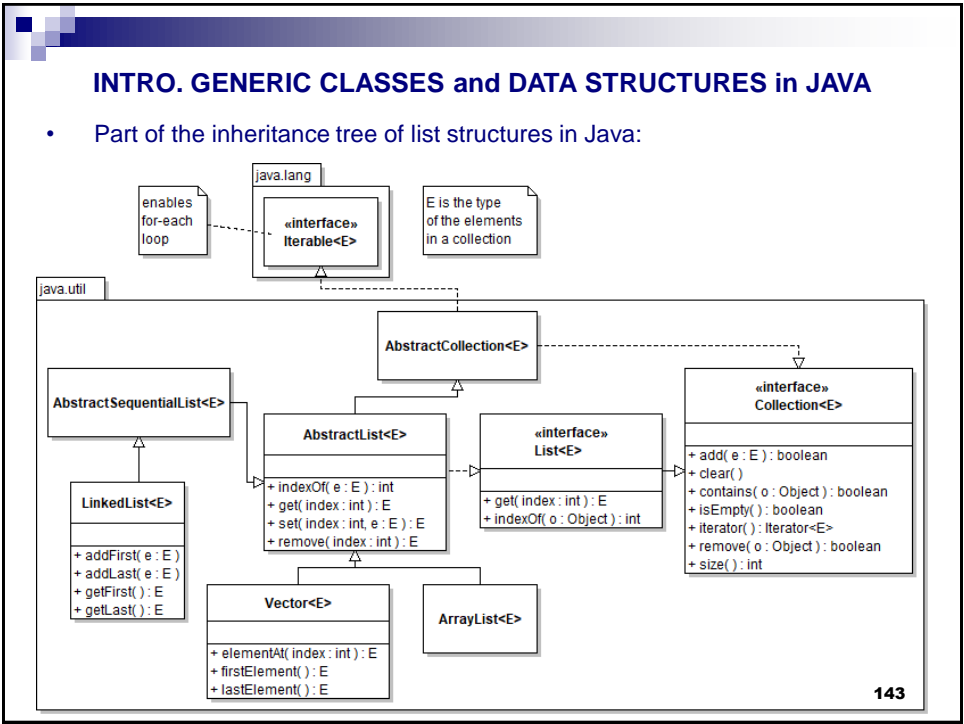 INTRO. GENERIC CLASSES and DATA STRUCTURES in JAVA
• Part of the inheritance tree of list structures in Java:
java.lang
enables
for-each
loop
«interface»
Iterable<E>
E is the type
of the elements
in a collection
java.util
AbstractCollection<E>
AbstractSequentialList<E>
«interface»
Collection<E>
+ add( e : E ) : boolean
+ clear( )
+ contains( o : Object ) : boolean
+ isEmpty( ) : boolean
+ iterator( ) : Iterator<E>
+ remove( o : Object ) : boolean
+ size( ) : int
AbstractList<E>
+ indexOf( e : E ) : int
+ get( index : int ) : E
+ set( index : int, e : E ) : E
+ remove( index : int ) : E
«interface»
List<E>
+ get( index : int ) : E
+ indexOf( o : Object ) : int
LinkedList<E>
+ addFirst( e : E )
+ addLast( e : E )
+ getFirst( ) : E
+ getLast( ) : E
Vector<E>
+ elementAt( index : int ) : E
+ firstElement( ) : E
+ lastElement( ) : E
ArrayList<E>
143